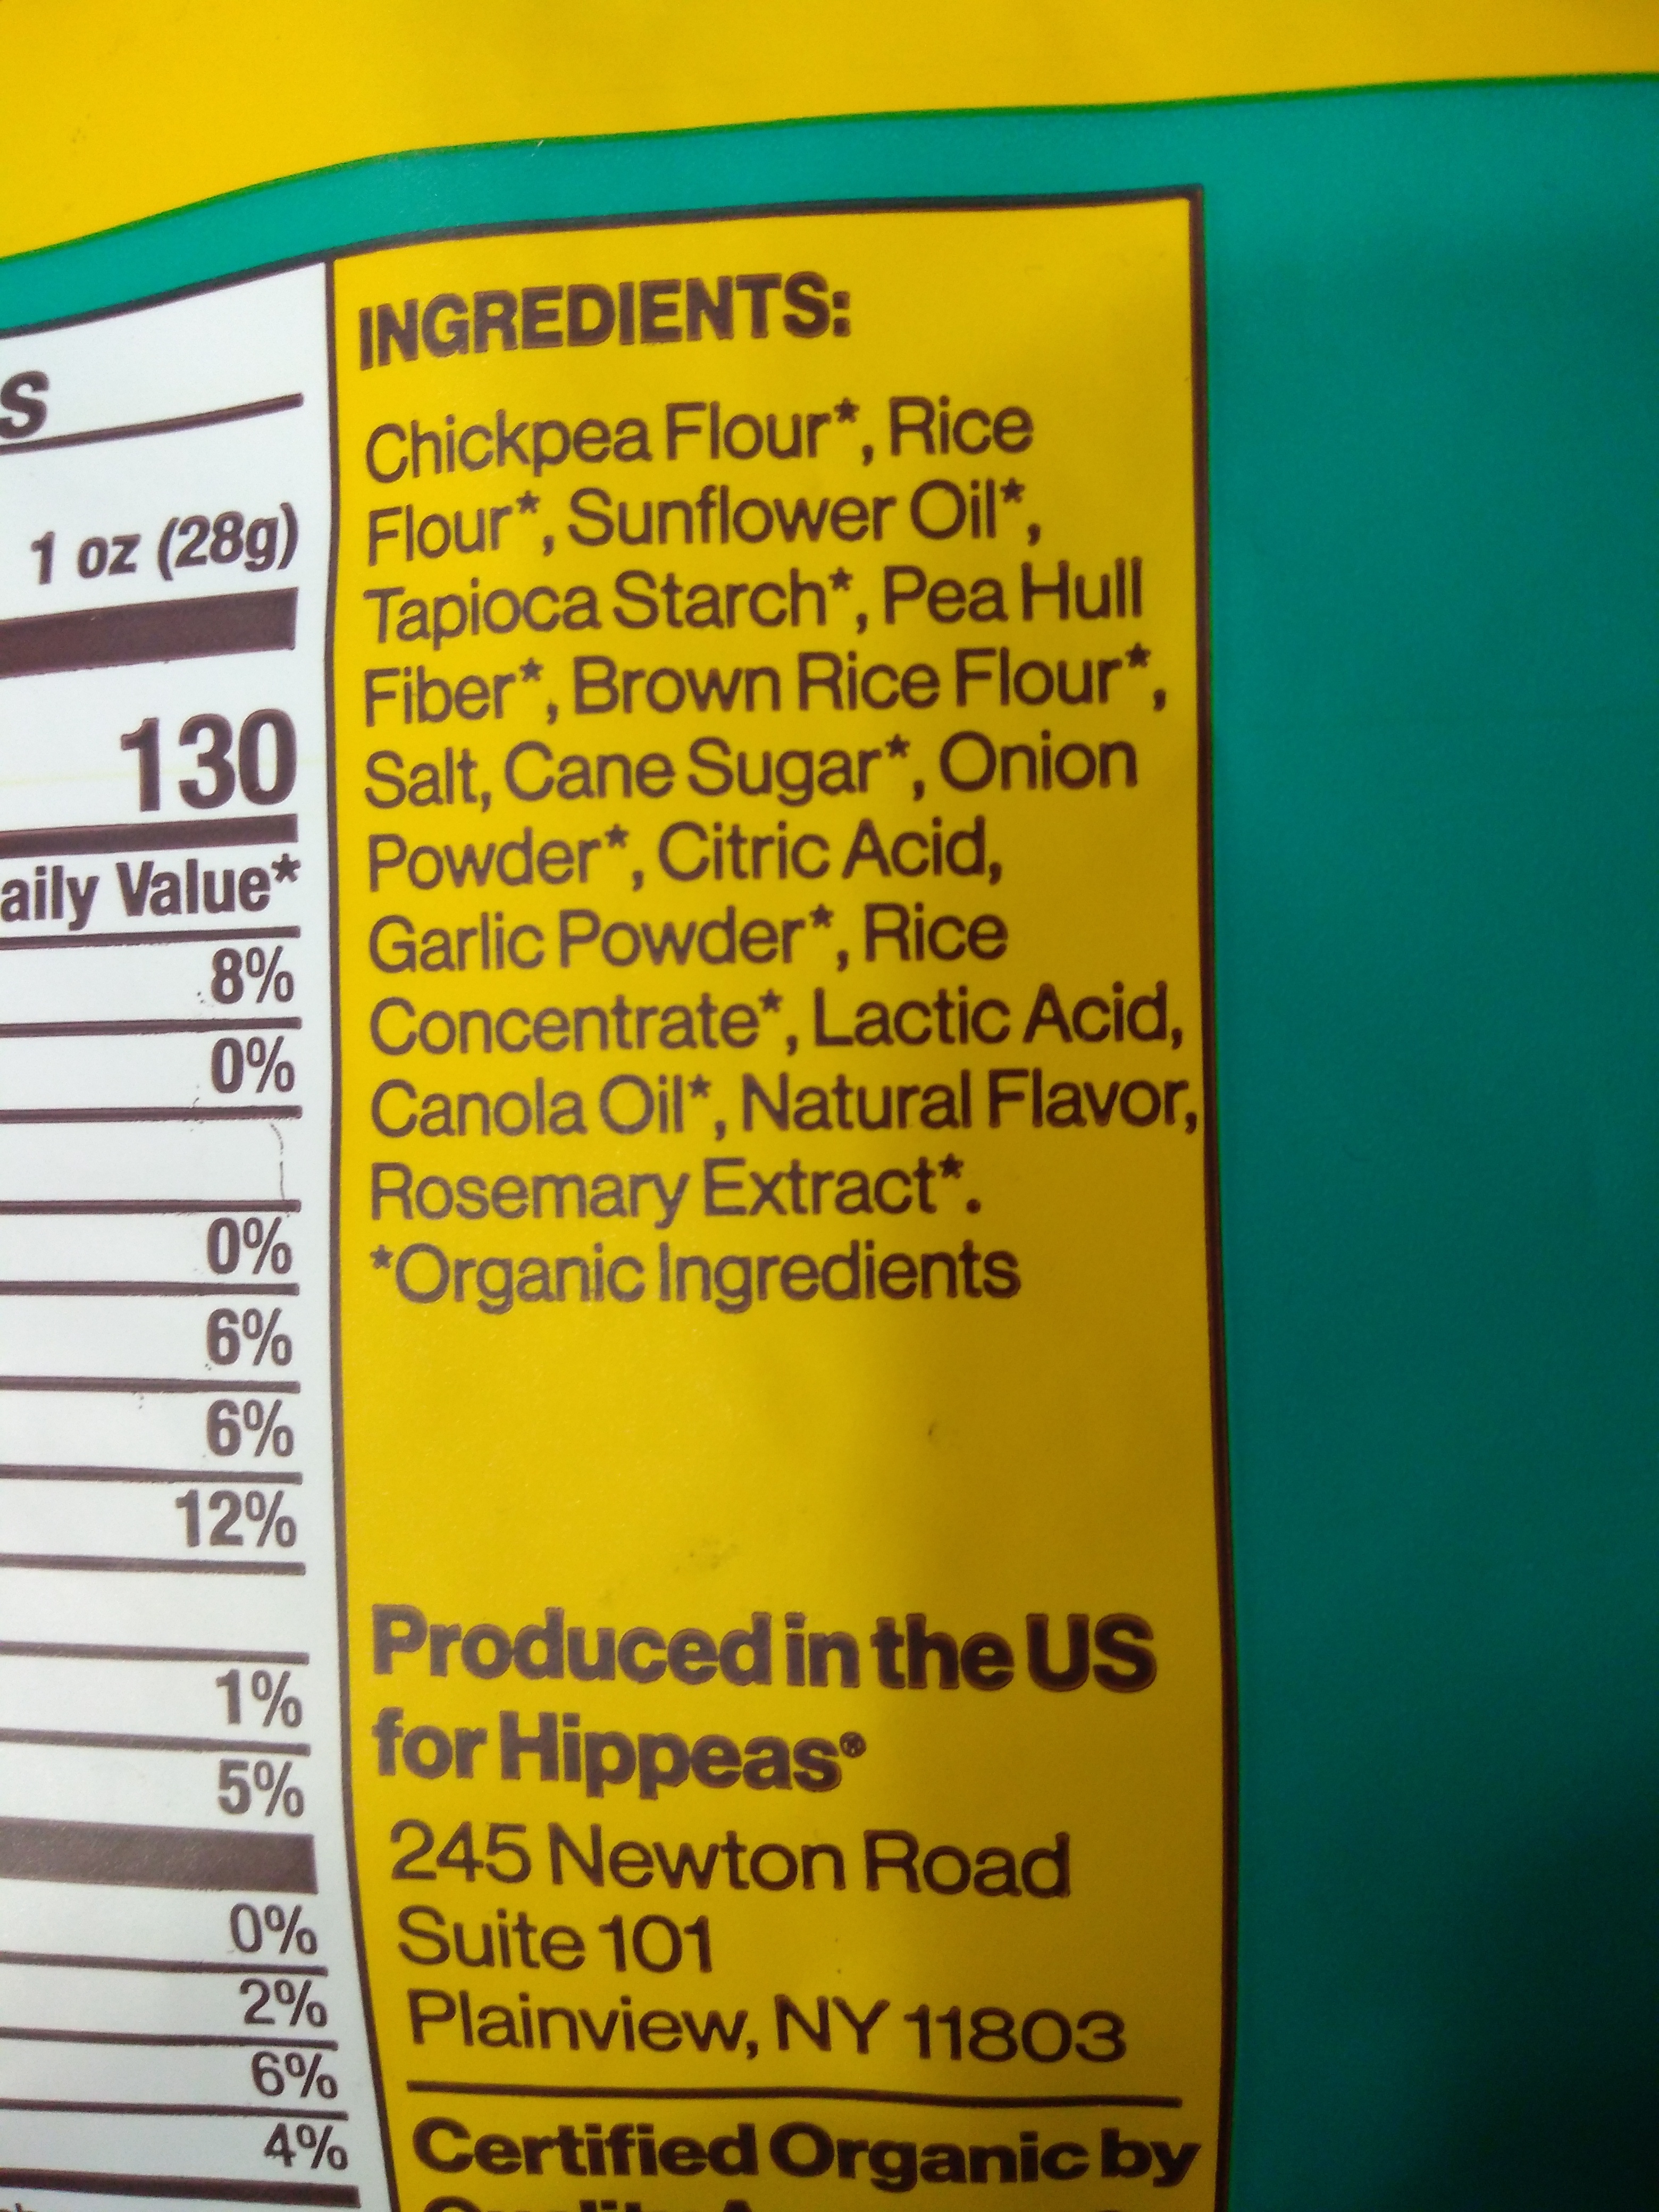 S
1 oz (28g)
130
aily Value*
8%
0%
0%
6%
6%
12%
1%
5%
0%
2%
6%
4%
INGREDIENTS:
Chickpea Flour*, Rice
Flour*, Sunflower Oil*,
Tapioca Starch*, Pea Hull
Fiber*, Brown Rice Flour*,
Salt, Cane Sugar*, Onion
Powder*, Citric Acid,
Garlic Powder*, Rice
Concentrate*, Lactic Acid,
Canola Oil*, Natural Flavor,
Rosemary Extract*.
*Organic Ingredients
Produced in the US
for Hippeas®
245 Newton Road
Suite 101
Plainview, NY 11803
Certified Organic by